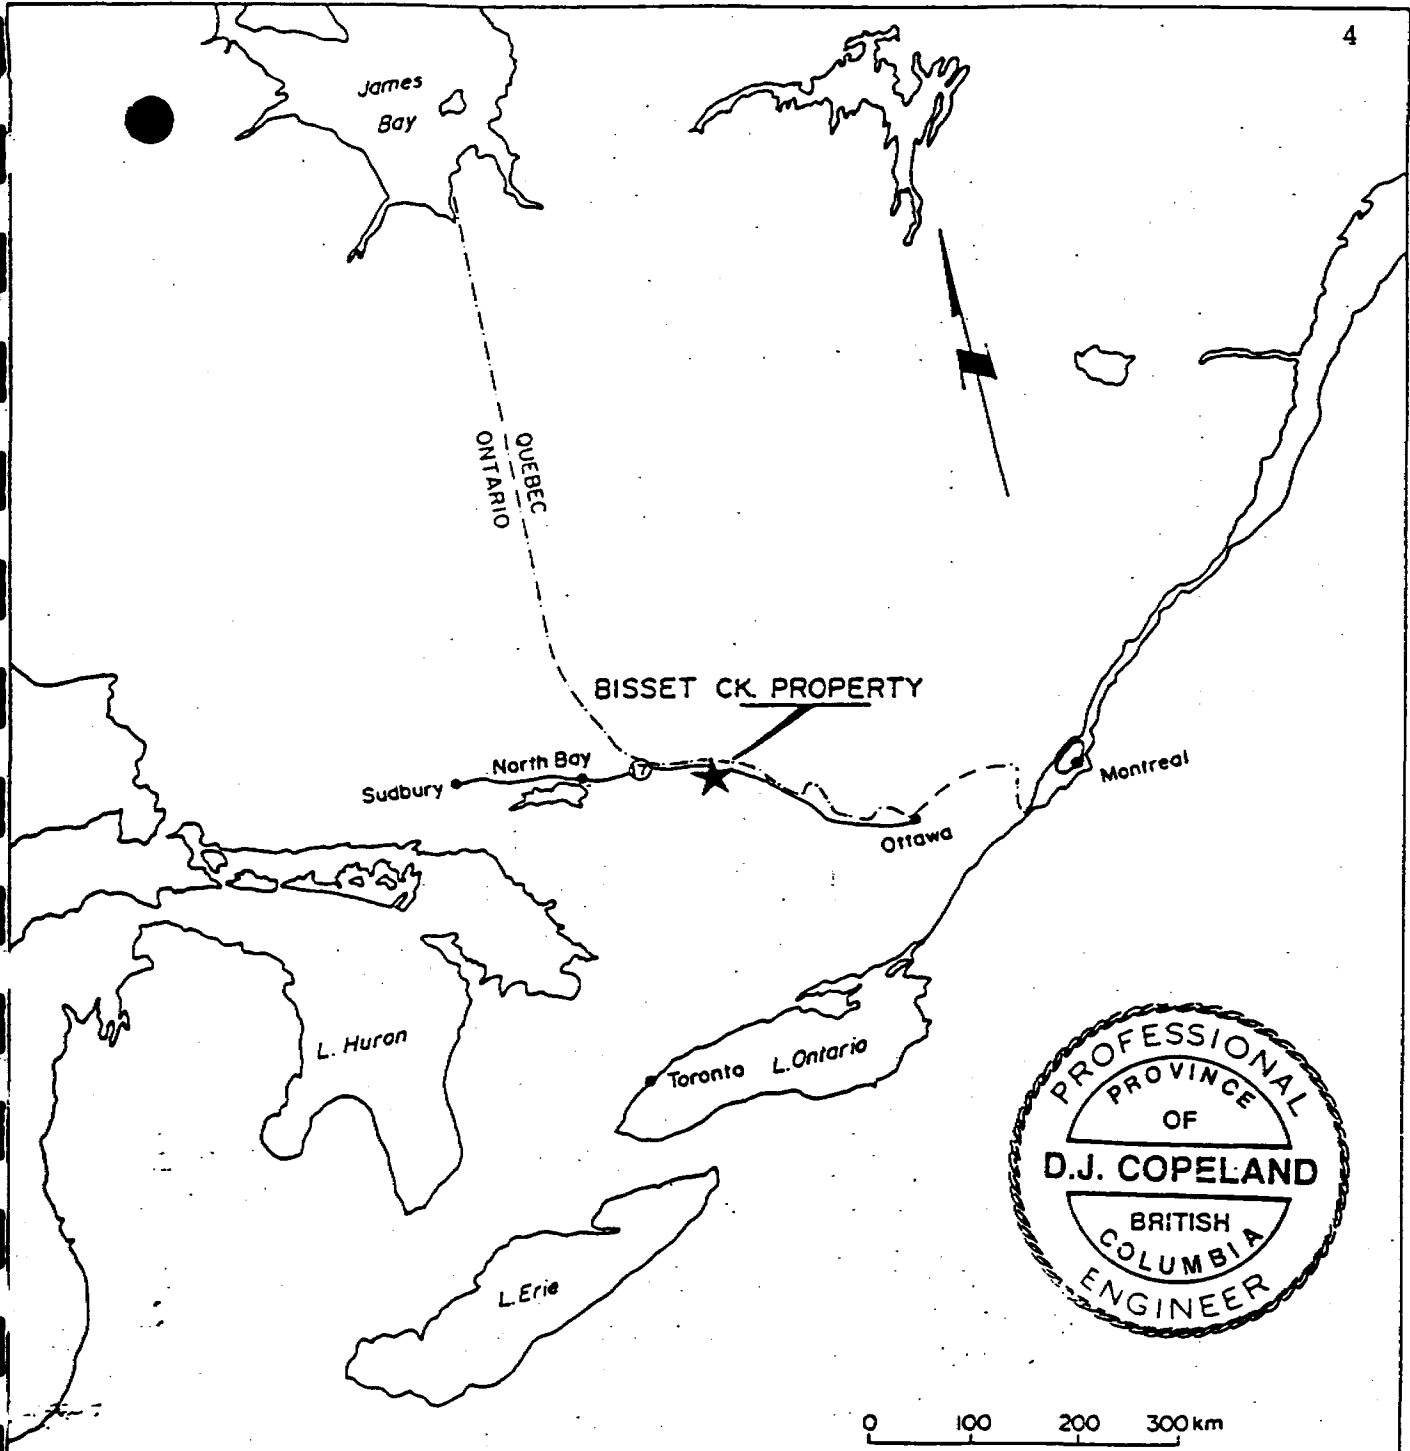 4
James
Bay
QUEBEC
ONTARIO
BISSET CK. PROPERTY
North Bay
17
Sudbury
Montreal
Ottawa
L. Huron
Toronto
L. Ontario
L. Erie
PROFESSIONAL
PROVINCE
OF
D.J. COPELAND
BRITISH
COLUMBIA
ENGINEER
0 100 200 300 km